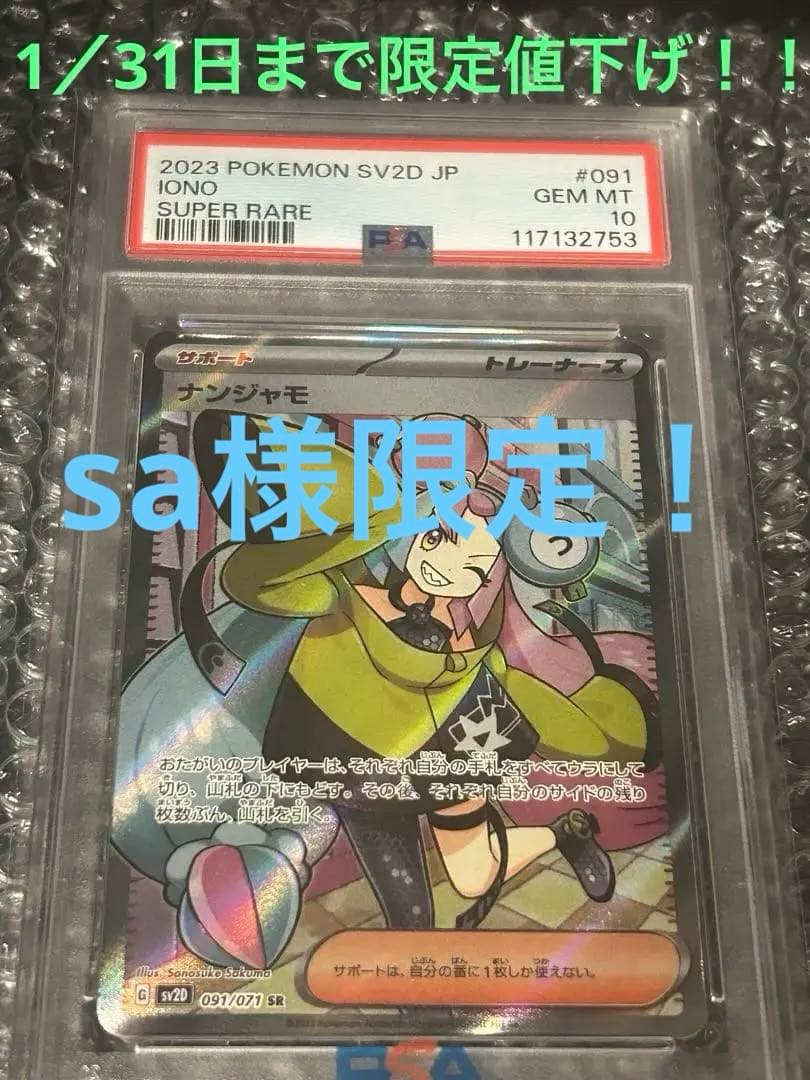 1／31日まで限定値下げ！！
2023 POKEMON SV2D JP #091
IONO GEM MT
SUPER RARE 10
PSA 117132753
サポート トレーナーズ
ナンジャモ
sa様限定！
おたがいのプレイヤーは、それぞれ自分の手札をすべてウラにして
切り、山札の下にもどす。その後、それぞれ自分のサイドの残り
枚数ぶん、山札を引く。
サポートは、自分の番に1枚しか使えない。
Illus. Sanosuke Sakuma
G sv2D 091/071 SR
PSA